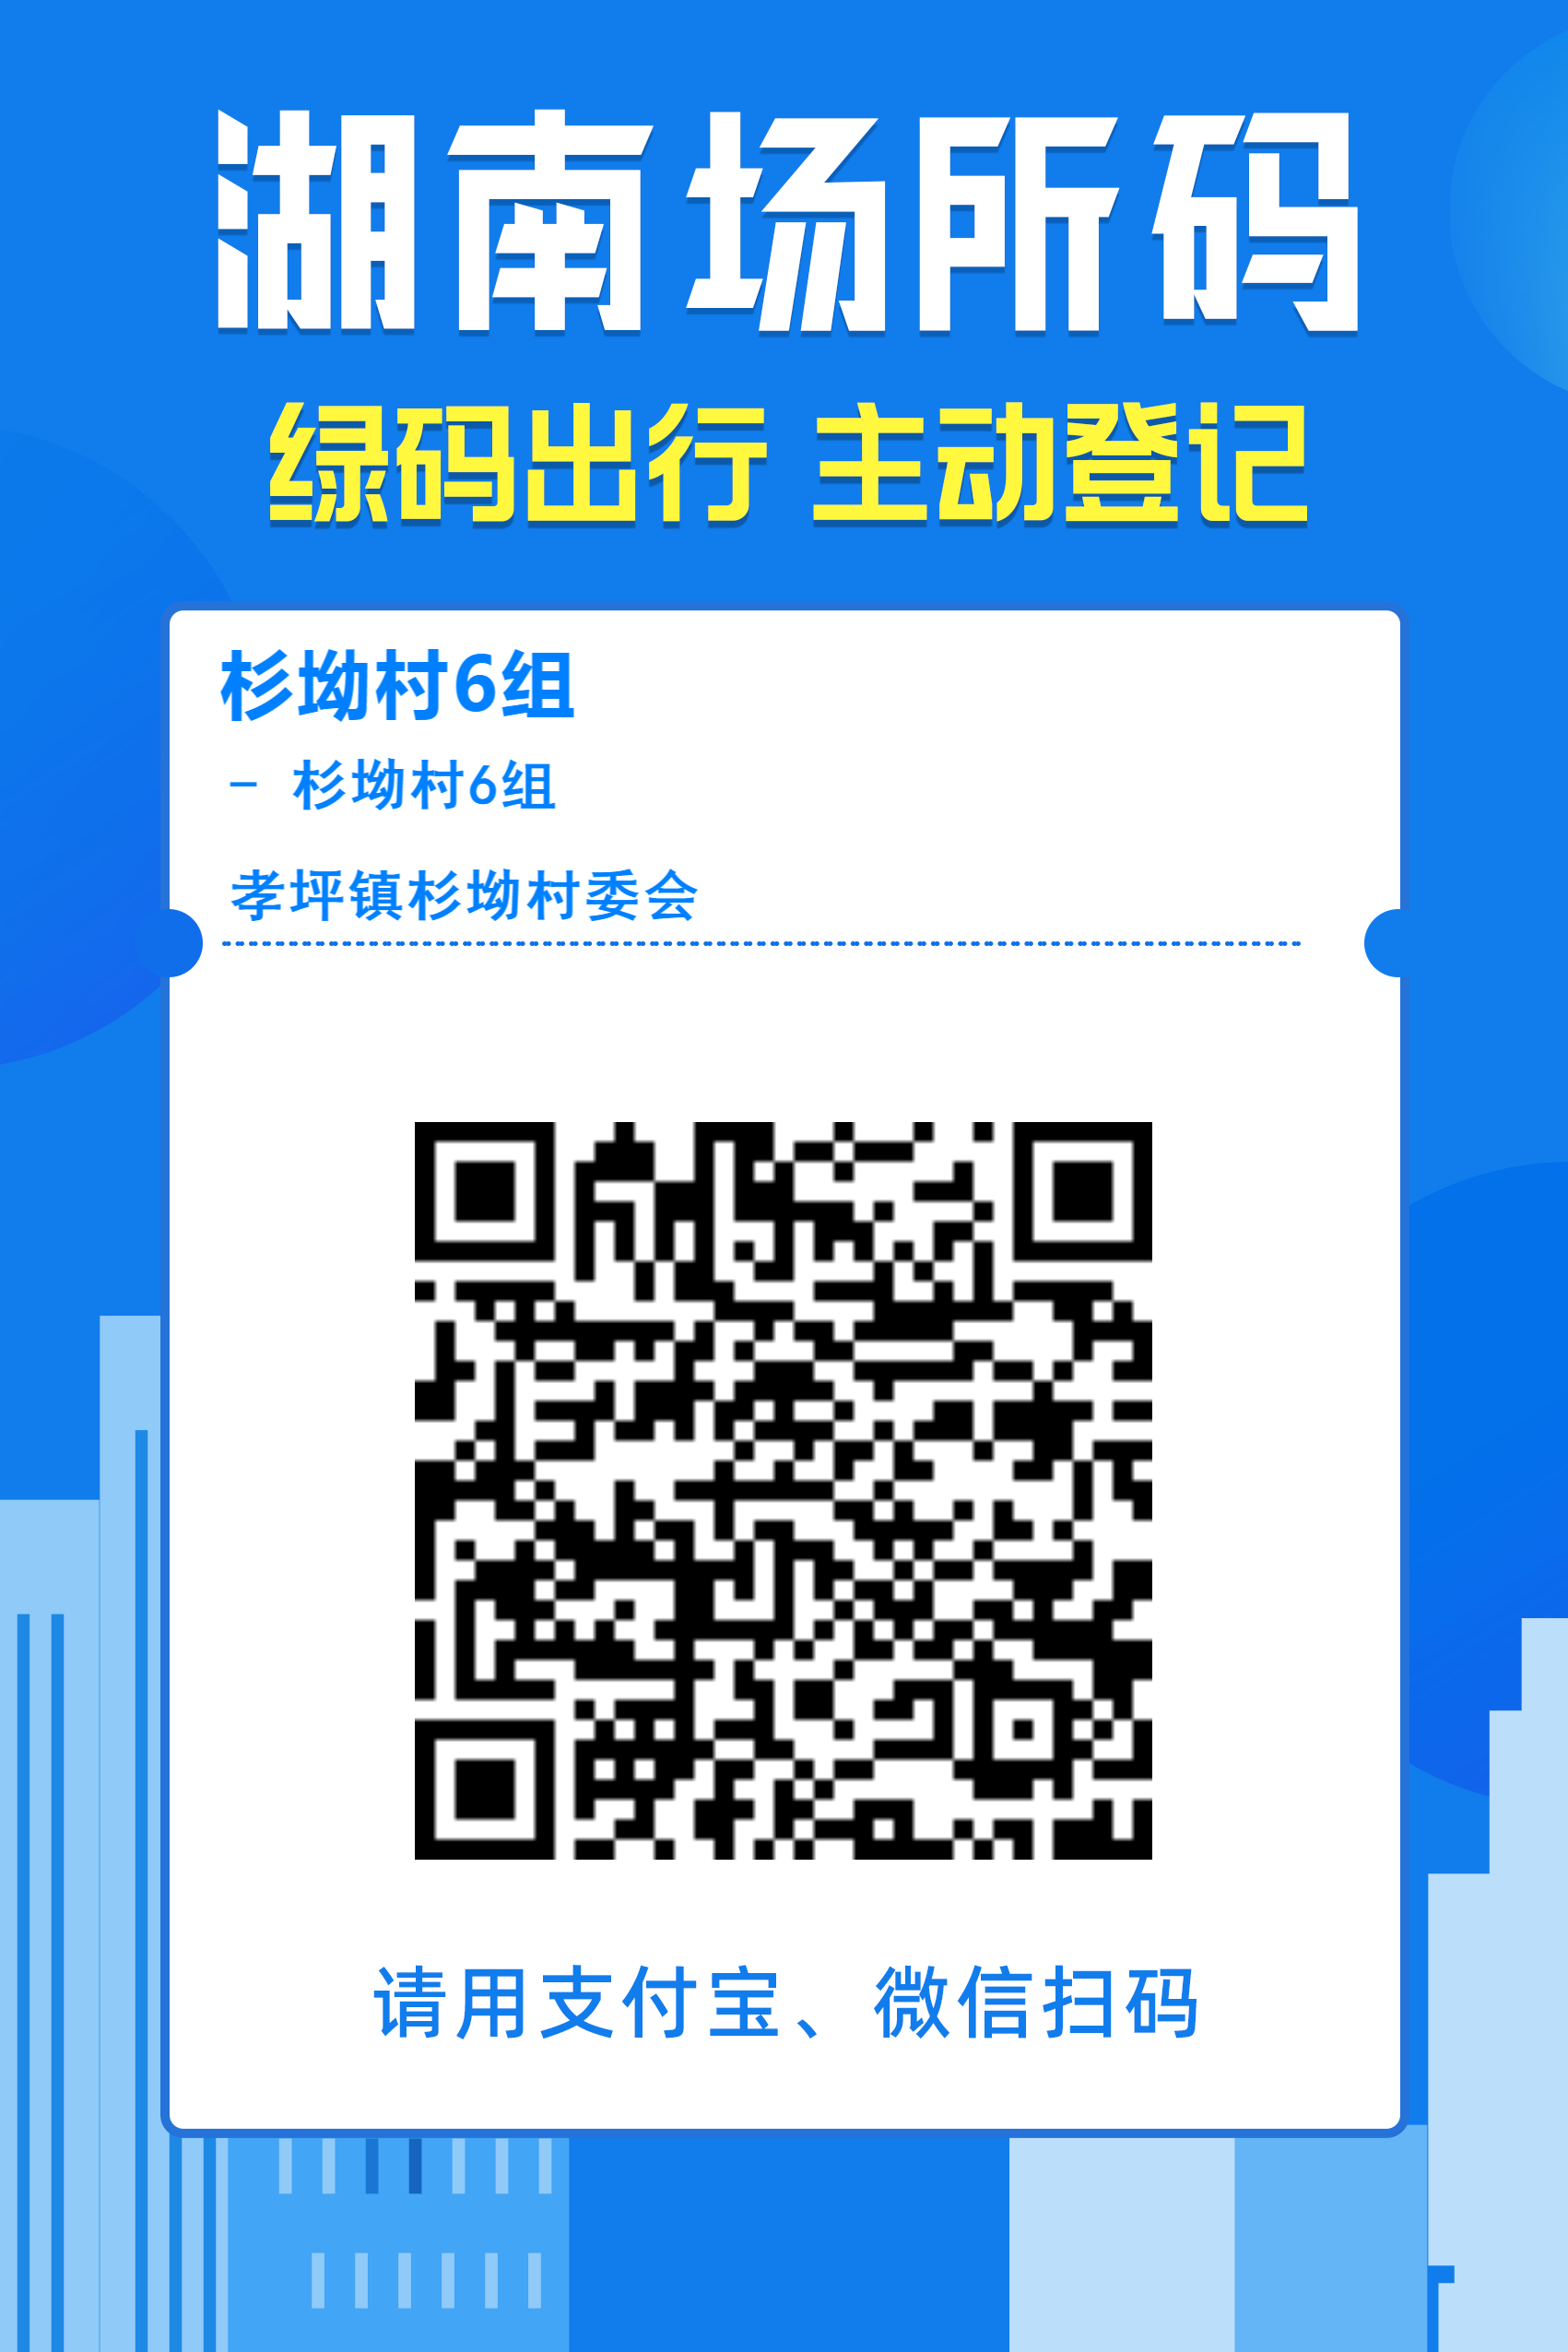 湖南场所码
绿码出行 主动登记
杉坳村6组
– 杉坳村6组
孝坪镇杉坳村委会
请用支付宝、微信扫码